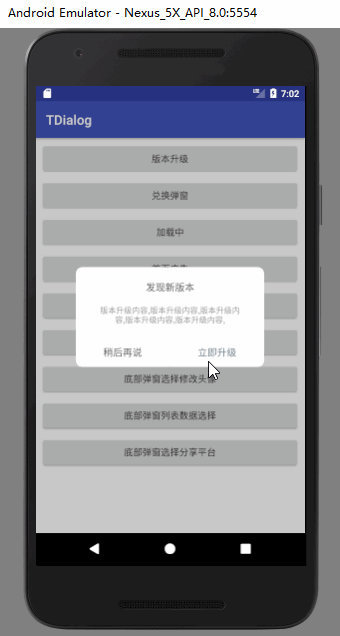 Android Emulator - Nexus_5X_API_8.0:5554
7:02
TDialog
版本升级
兑换弹窗
加载中
发现新版本
版本升级内容,版本升级内容,版本升级内
容,版本升级内容,版本升级内容,
稍后再说
立即升级
底部弹窗选择修改头像
底部弹窗列表数据选择
底部弹窗选择分享平台